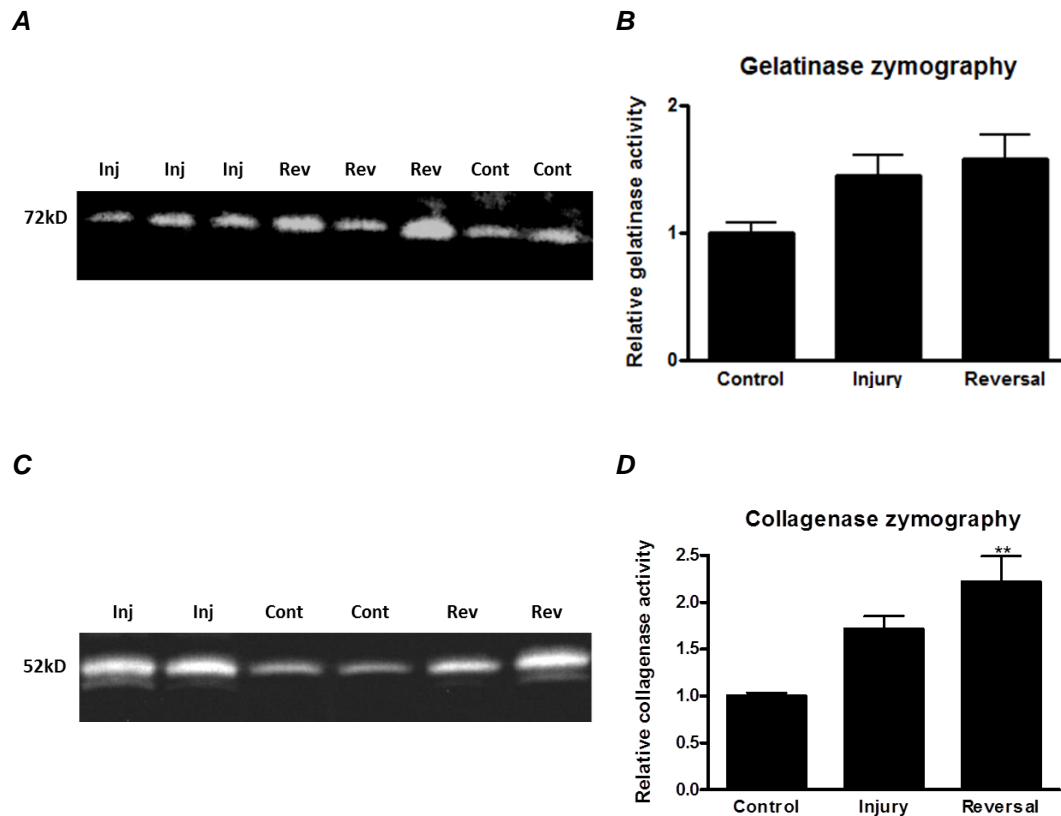 A
Inj Inj Inj Rev Rev Rev Cont Cont
72kD
B
Gelatinase zymography
Relative gelatinase activity
2
1
0
Control Injury Reversal
C
Inj Inj Cont Cont Rev Rev
52kD
D
Collagenase zymography
Relative collagenase activity
2.5
2.0
1.5
1.0
0.5
0.0
**
Control Injury Reversal